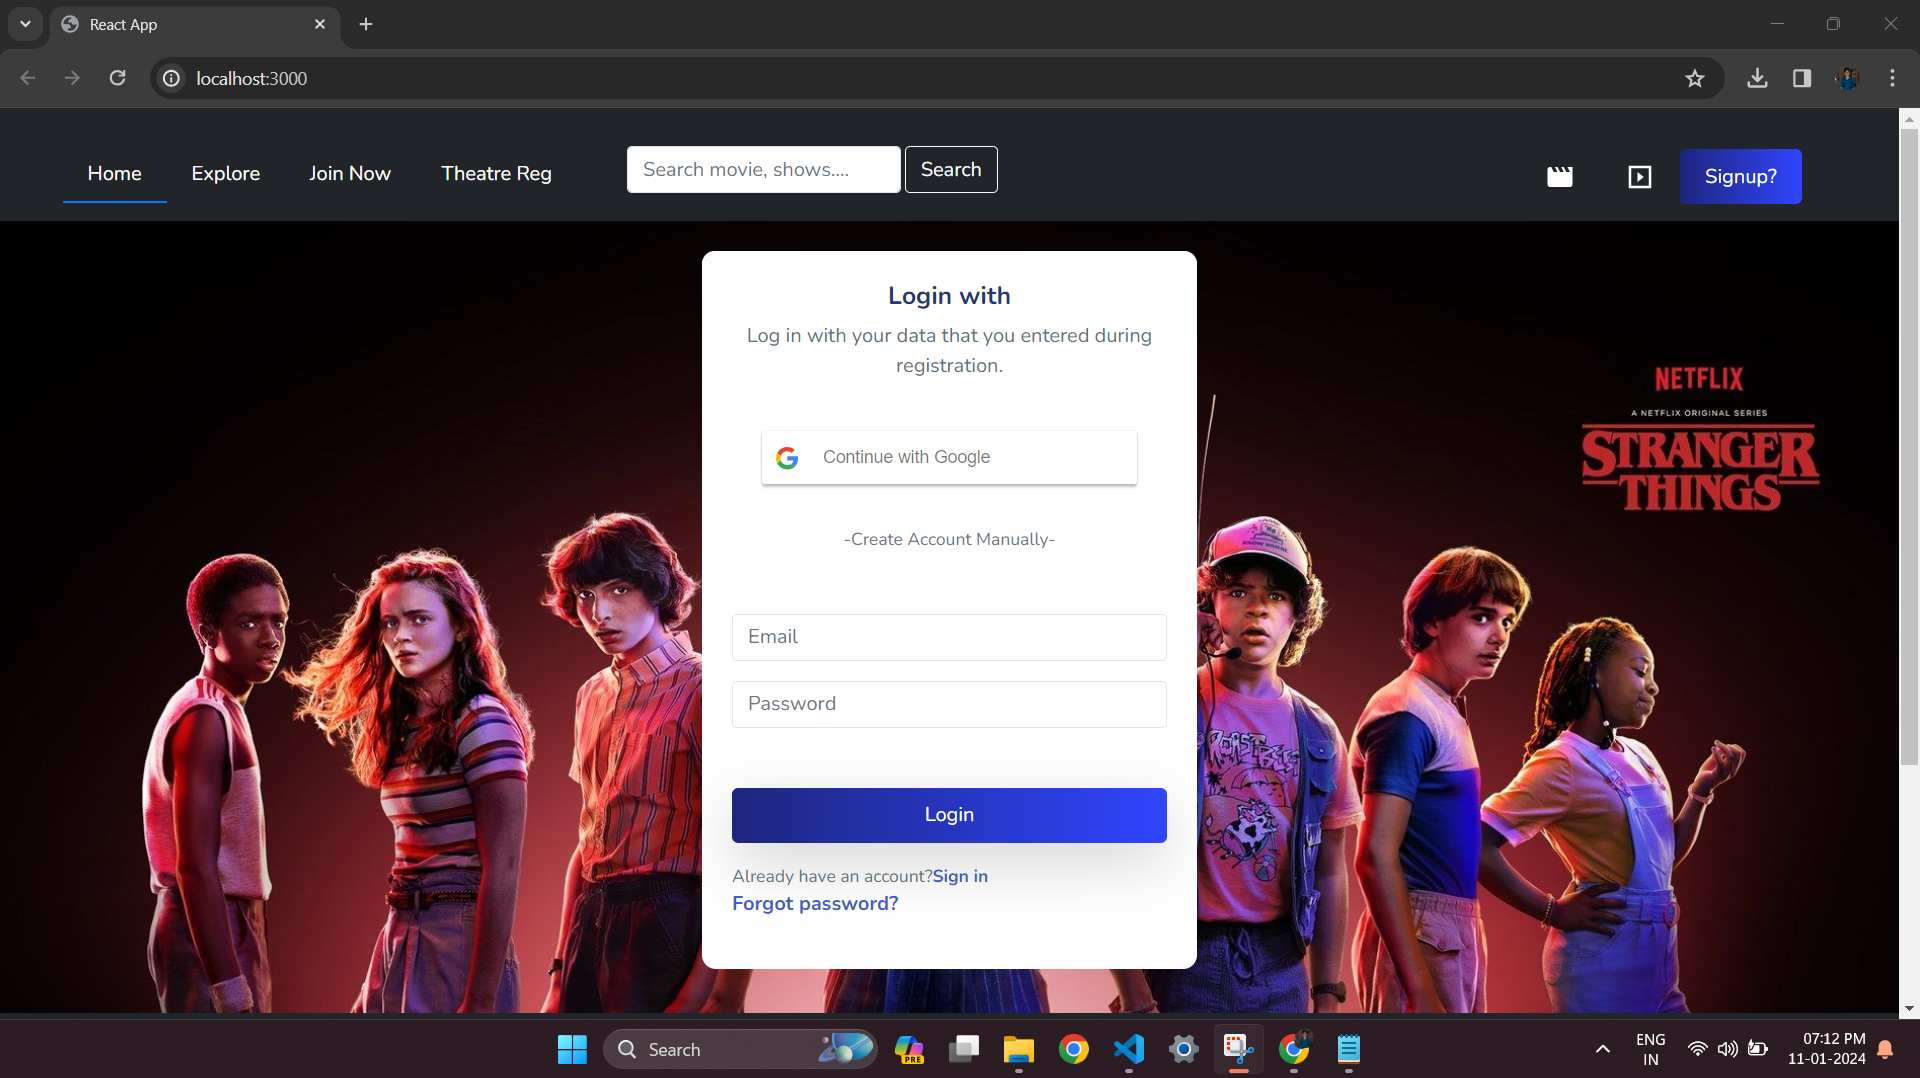 React App
localhost:3000
Home Explore Join Now Theatre Reg Search movie, shows.... Search Signup?
Login with
Log in with your data that you entered during
registration.
NETFLIX
A NETFLIX ORIGINAL SERIES
STRANGER
THINGS
Continue with Google
-Create Account Manually-
Email
Password
Login
Already have an account?Sign in
Forgot password?
Search
PRE
ENG
IN
07:12 PM
11-01-2024